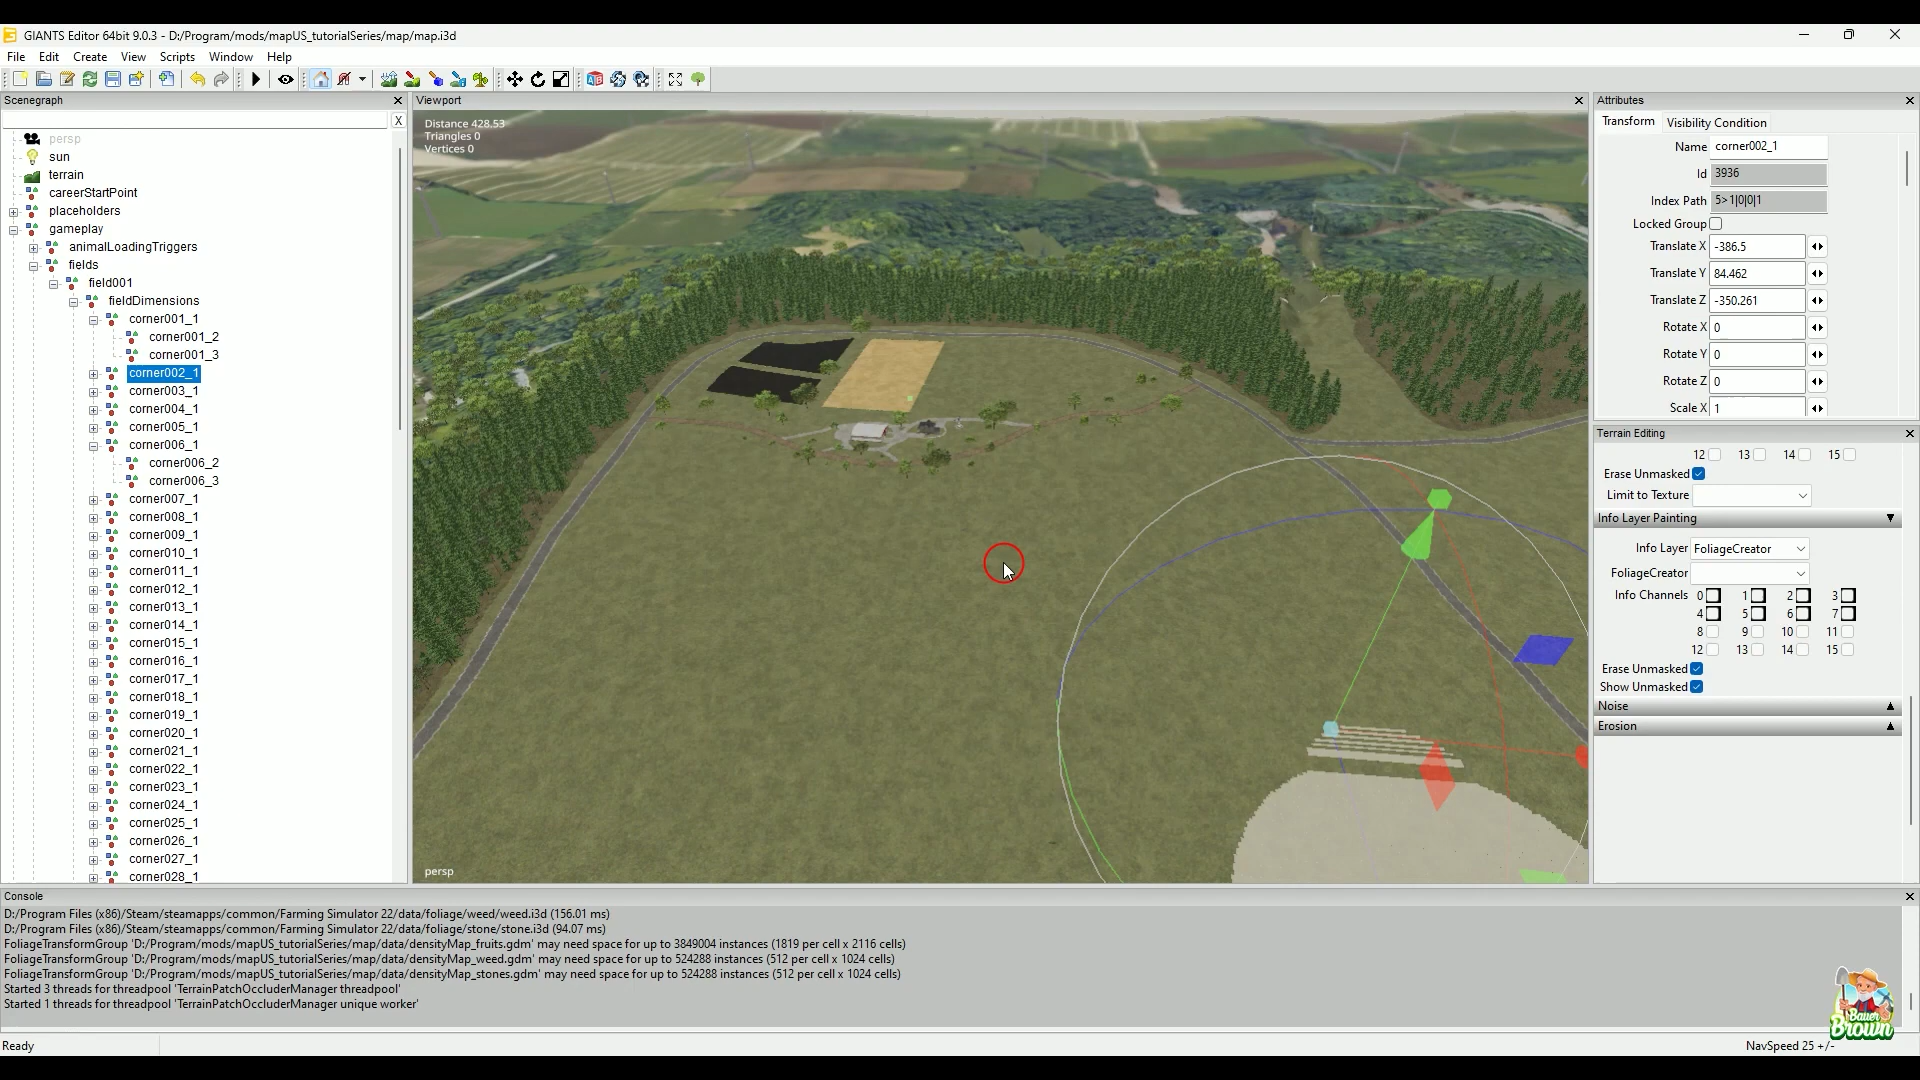 GIANTS Editor 64bit 9.0.3 - D:/Program/mods/mapUS_tutorialSeries/map/map.i3d
File Edit Create View Scripts Window Help
Scenegraph
X
persp
sun
terrain
careerStartPoint
placeholders
gameplay
animalLoadingTriggers
fields
field001
fieldDimensions
corner001_1
corner001_2
corner001_3
corner002_1
corner003_1
corner004_1
corner005_1
corner006_1
corner006_2
corner006_3
corner007_1
corner008_1
corner009_1
corner010_1
corner011_1
corner012_1
corner013_1
corner014_1
corner015_1
corner016_1
corner017_1
corner018_1
corner019_1
corner020_1
corner021_1
corner022_1
corner023_1
corner024_1
corner025_1
corner026_1
corner027_1
corner028_1
Viewport
Distance 428.53
Triangles 0
Vertices 0
persp
Attributes
Transform Visibility Condition
Name corner002_1
Id 3936
Index Path 5>1|0|0|1
Locked Group
Translate X -386.5
Translate Y 84.462
Translate Z -350.261
Rotate X 0
Rotate Y 0
Rotate Z 0
Scale X 1
Terrain Editing
12 13 14 15
Erase Unmasked
Limit to Texture
Info Layer Painting
Info Layer FoliageCreator
FoliageCreator
Info Channels 0 1 2 3
4 5 6 7
8 9 10 11
12 13 14 15
Erase Unmasked
Show Unmasked
Noise
Erosion
Console
D:/Program Files (x86)/Steam/steamapps/common/Farming Simulator 22/data/foliage/weed/weed.i3d (156.01 ms)
D:/Program Files (x86)/Steam/steamapps/common/Farming Simulator 22/data/foliage/stone/stone.i3d (94.07 ms)
FoliageTransformGroup 'D:/Program/mods/mapUS_tutorialSeries/map/data/densityMap_fruits.gdm' may need space for up to 3849004 instances (1819 per cell x 2116 cells)
FoliageTransformGroup 'D:/Program/mods/mapUS_tutorialSeries/map/data/densityMap_weed.gdm' may need space for up to 524288 instances (512 per cell x 1024 cells)
FoliageTransformGroup 'D:/Program/mods/mapUS_tutorialSeries/map/data/densityMap_stones.gdm' may need space for up to 524288 instances (512 per cell x 1024 cells)
Started 3 threads for threadpool 'TerrainPatchOccluderManager threadpool'
Started 1 threads for threadpool 'TerrainPatchOccluderManager unique worker'
Bauer
Brown
Ready
NavSpeed 25 +/-